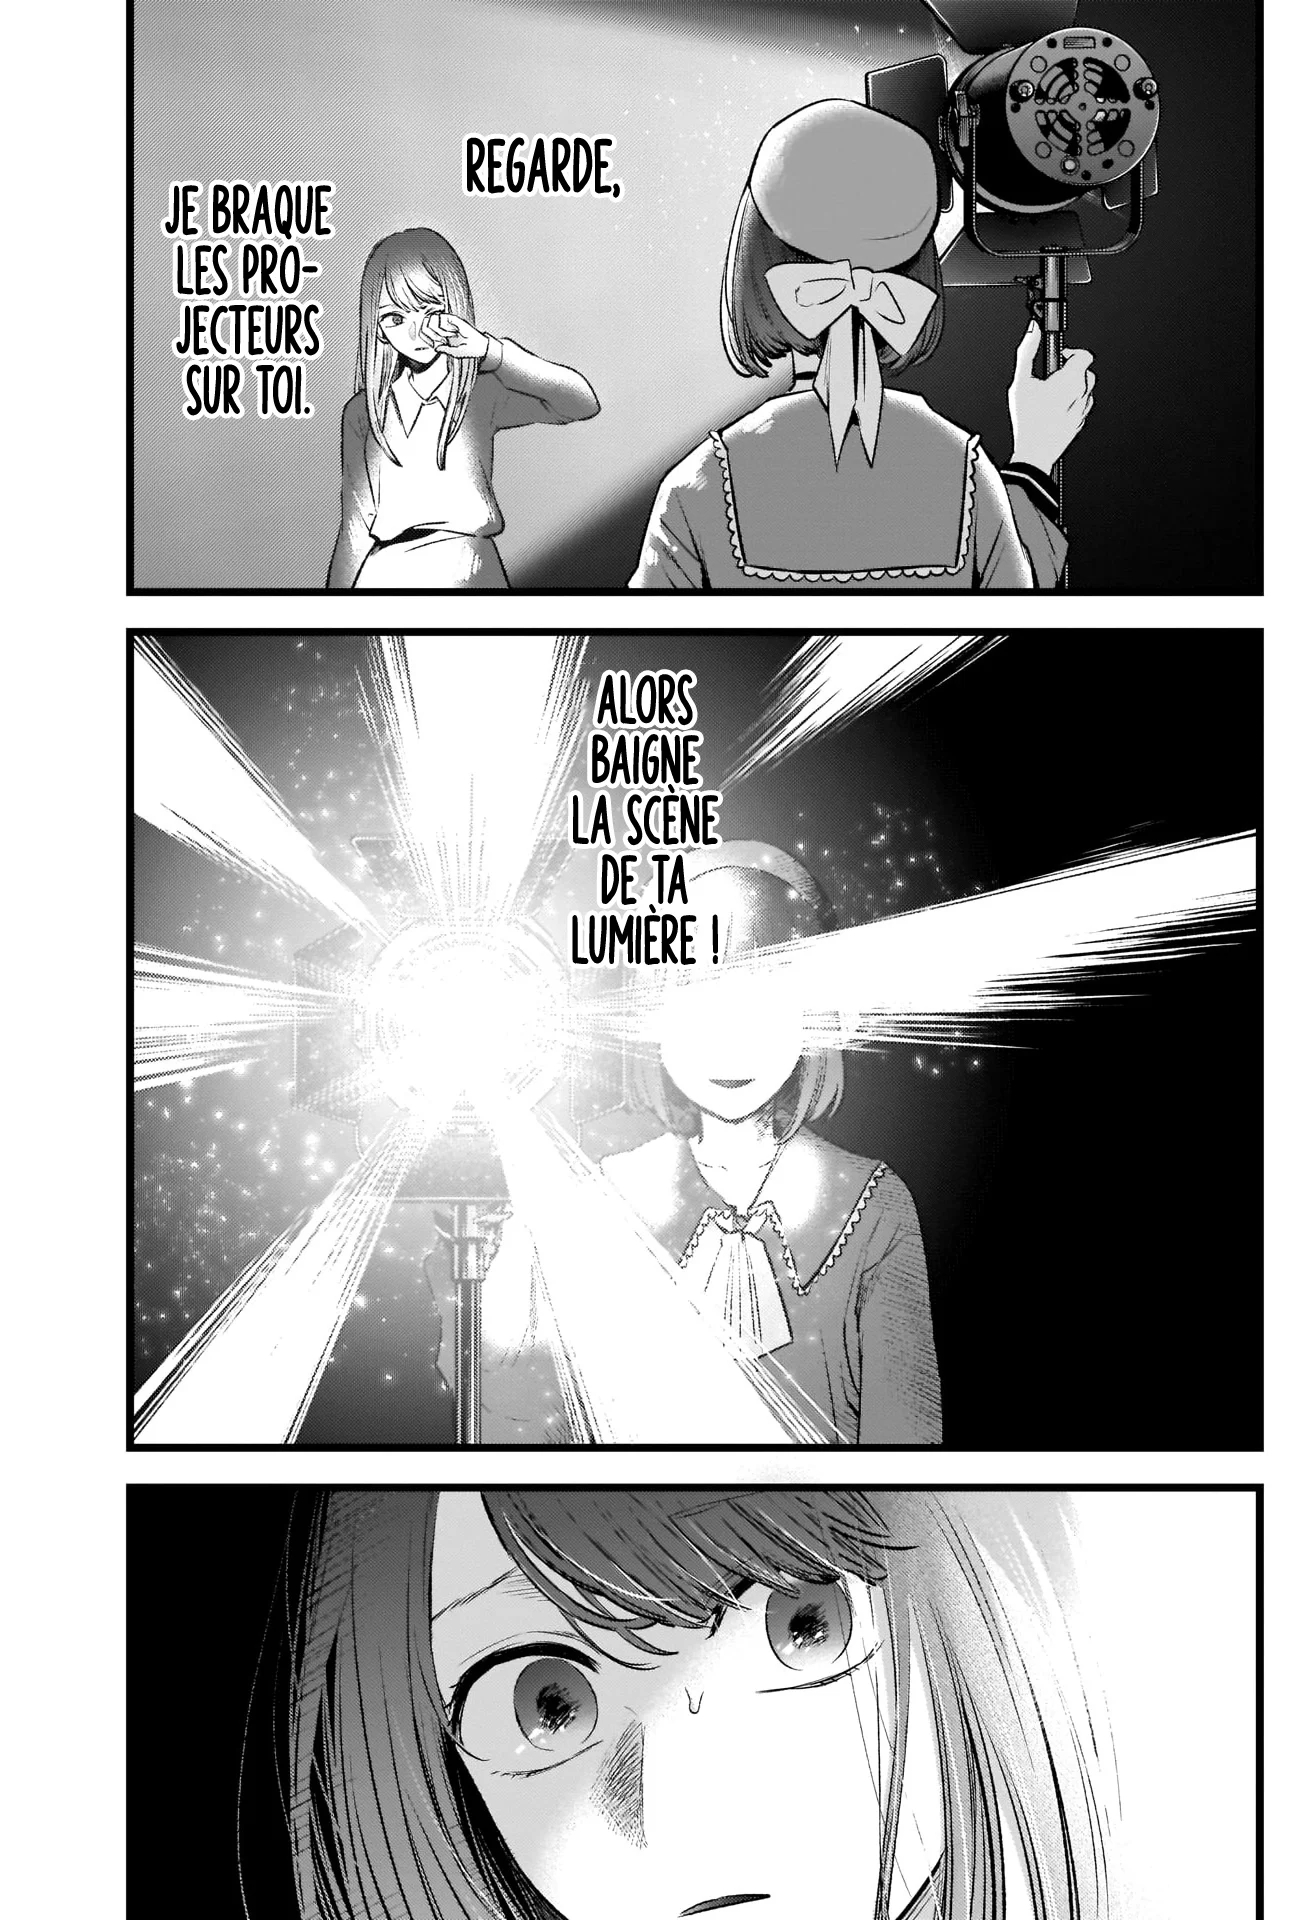 REGARDE,
JE BRAQUE
LES PRO-
JECTEURS
SUR TOI.
ALORS
BAIGNE
LA SCÈNE
DE TA
LUMIÈRE !